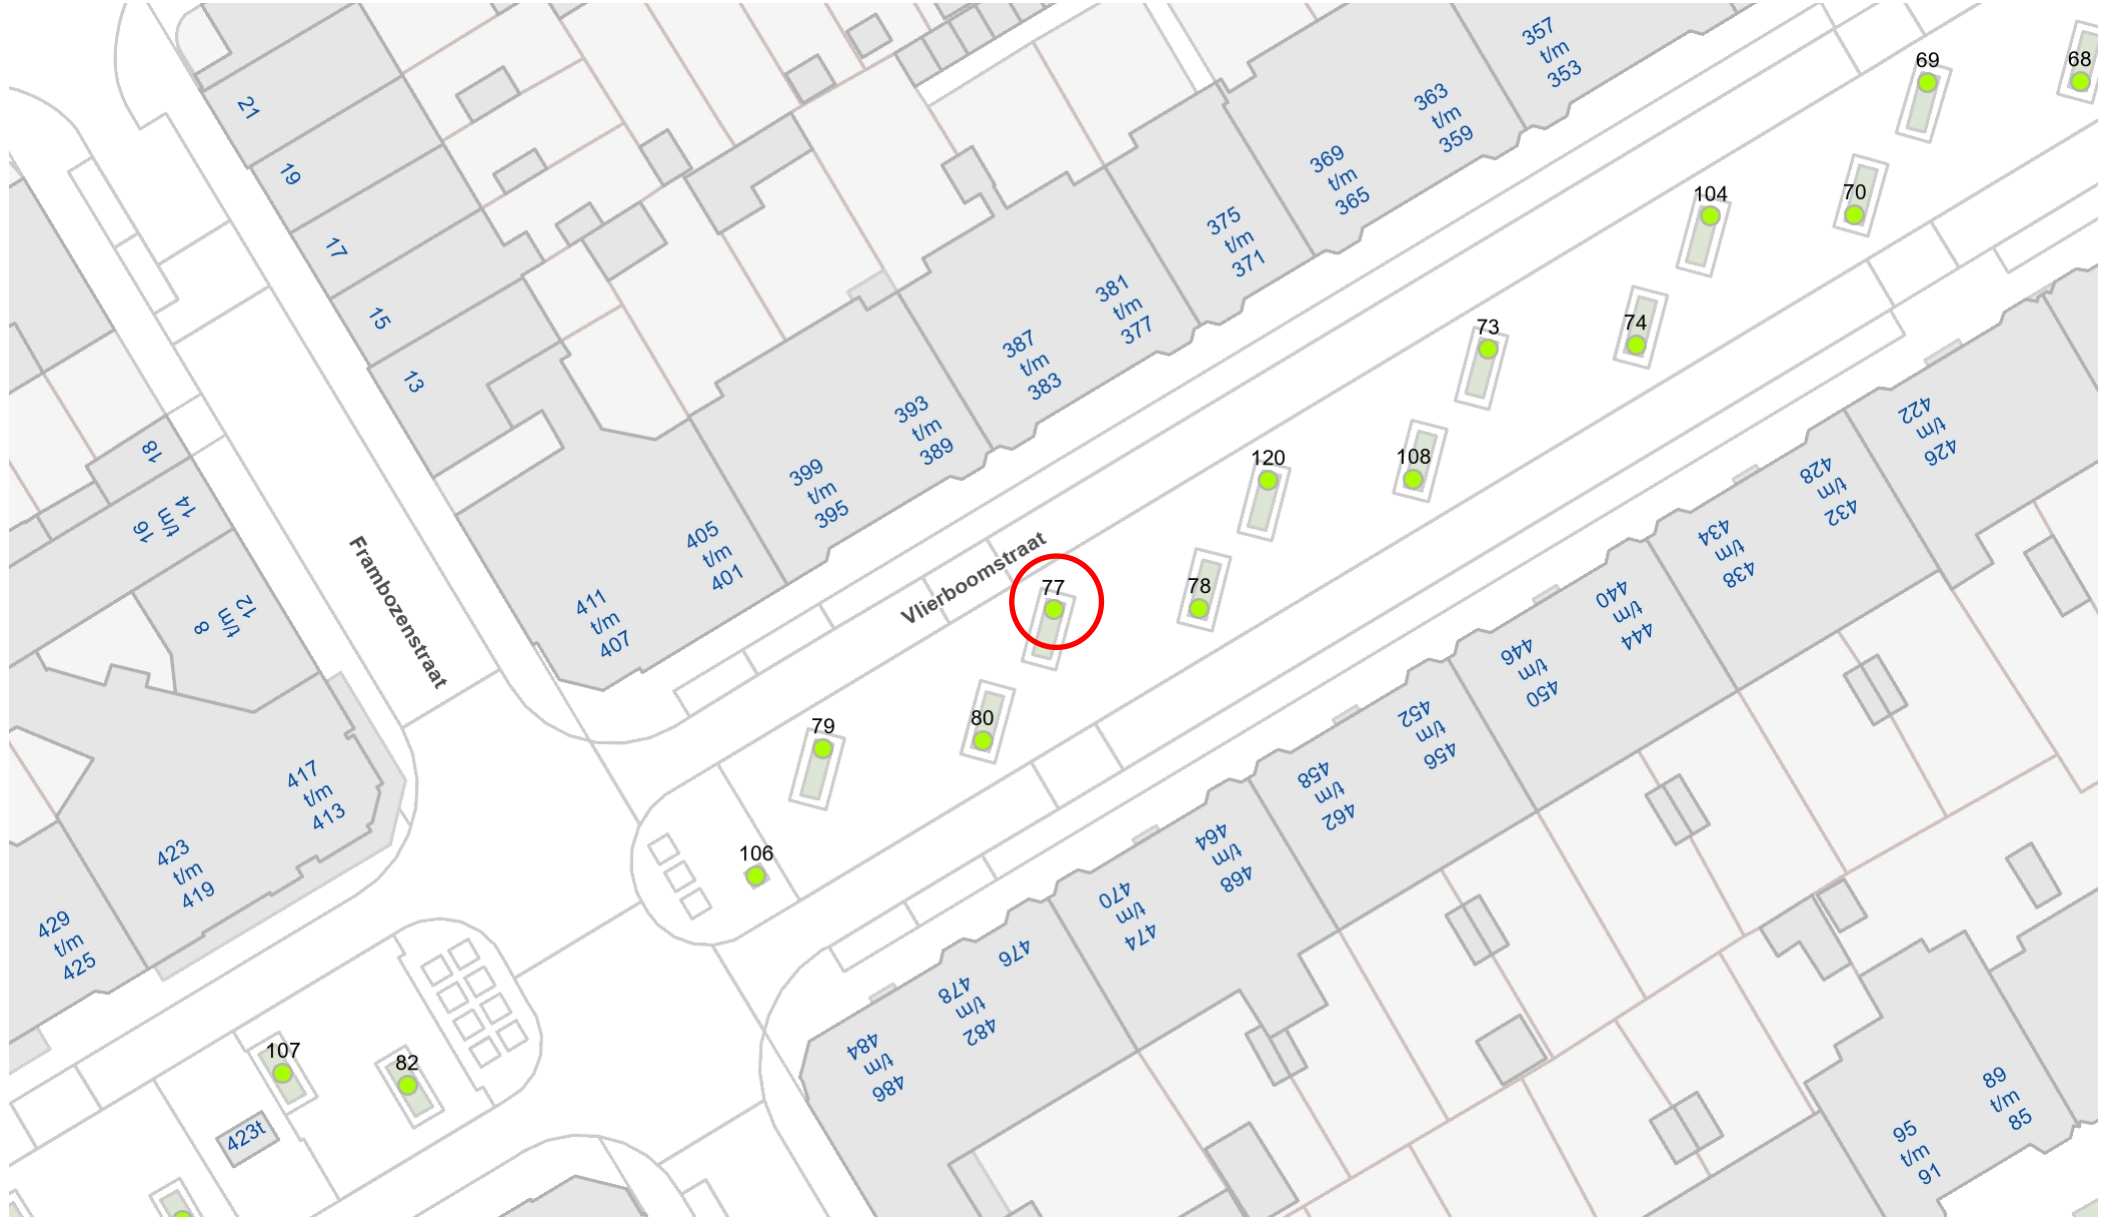 21
19
17
15
13
18
14
t/m
16
12
t/m
8
357
t/m
353
363
t/m
359
369
t/m
365
375
t/m
371
381
t/m
377
387
t/m
383
393
t/m
389
399
t/m
395
405
t/m
401
411
t/m
407
417
t/m
413
423
t/m
419
429
t/m
425
Frambozenstraat
Vlierboomstraat
69
68
104
70
73
74
120
108
77
78
79
80
106
107
82
423t
422
t/m
426
428
t/m
432
434
t/m
438
440
t/m
444
446
t/m
450
452
t/m
456
458
t/m
462
464
t/m
468
470
t/m
474
476
478
t/m
482
484
t/m
486
89
t/m
85
95
t/m
91